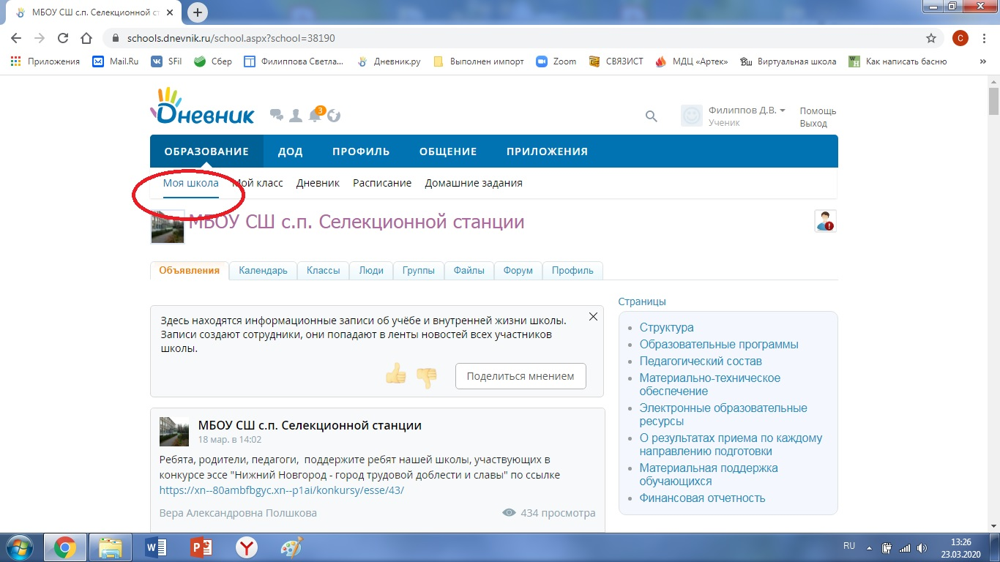 МБОУ СШ с.п. Селекционной ст
schools.dnevnik.ru/school.aspx?school=38190
С
Приложения Mail.Ru SFil Сбер Филиппова Светла... Дневник.ру Выполнен импорт Zoom СВЯЗИСТ МДЦ «Артек» Виртуальная школа Как написать басню »
Дневник
3
Филиппов Д.В.
Ученик
Помощь
Выход
ОБРАЗОВАНИЕ ДОД ПРОФИЛЬ ОБЩЕНИЕ ПРИЛОЖЕНИЯ
Моя школа Мой класс Дневник Расписание Домашние задания
МБОУ СШ с.п. Селекционной станции
Объявления Календарь Классы Люди Группы Файлы Форум Профиль
Здесь находятся информационные записи об учёбе и внутренней жизни школы.
Записи создают сотрудники, они попадают в ленты новостей всех участников
школы.
Поделиться мнением
МБОУ СШ с.п. Селекционной станции
18 мар. в 14:02
Ребята, родители, педагоги, поддержите ребят нашей школы, участвующих в
конкурсе эссе "Нижний Новгород - город трудовой доблести и славы" по ссылке
https://xn--80ambfbgyc.xn--p1ai/konkursy/esse/43/
Вера Александровна Полшкова 434 просмотра
Страницы
Структура
Образовательные программы
Педагогический состав
Материально-техническое
обеспечение
Электронные образовательные
ресурсы
О результатах приема по каждому
направлению подготовки
Материальная поддержка
обучающихся
Финансовая отчетность
RU
13:26
23.03.2020